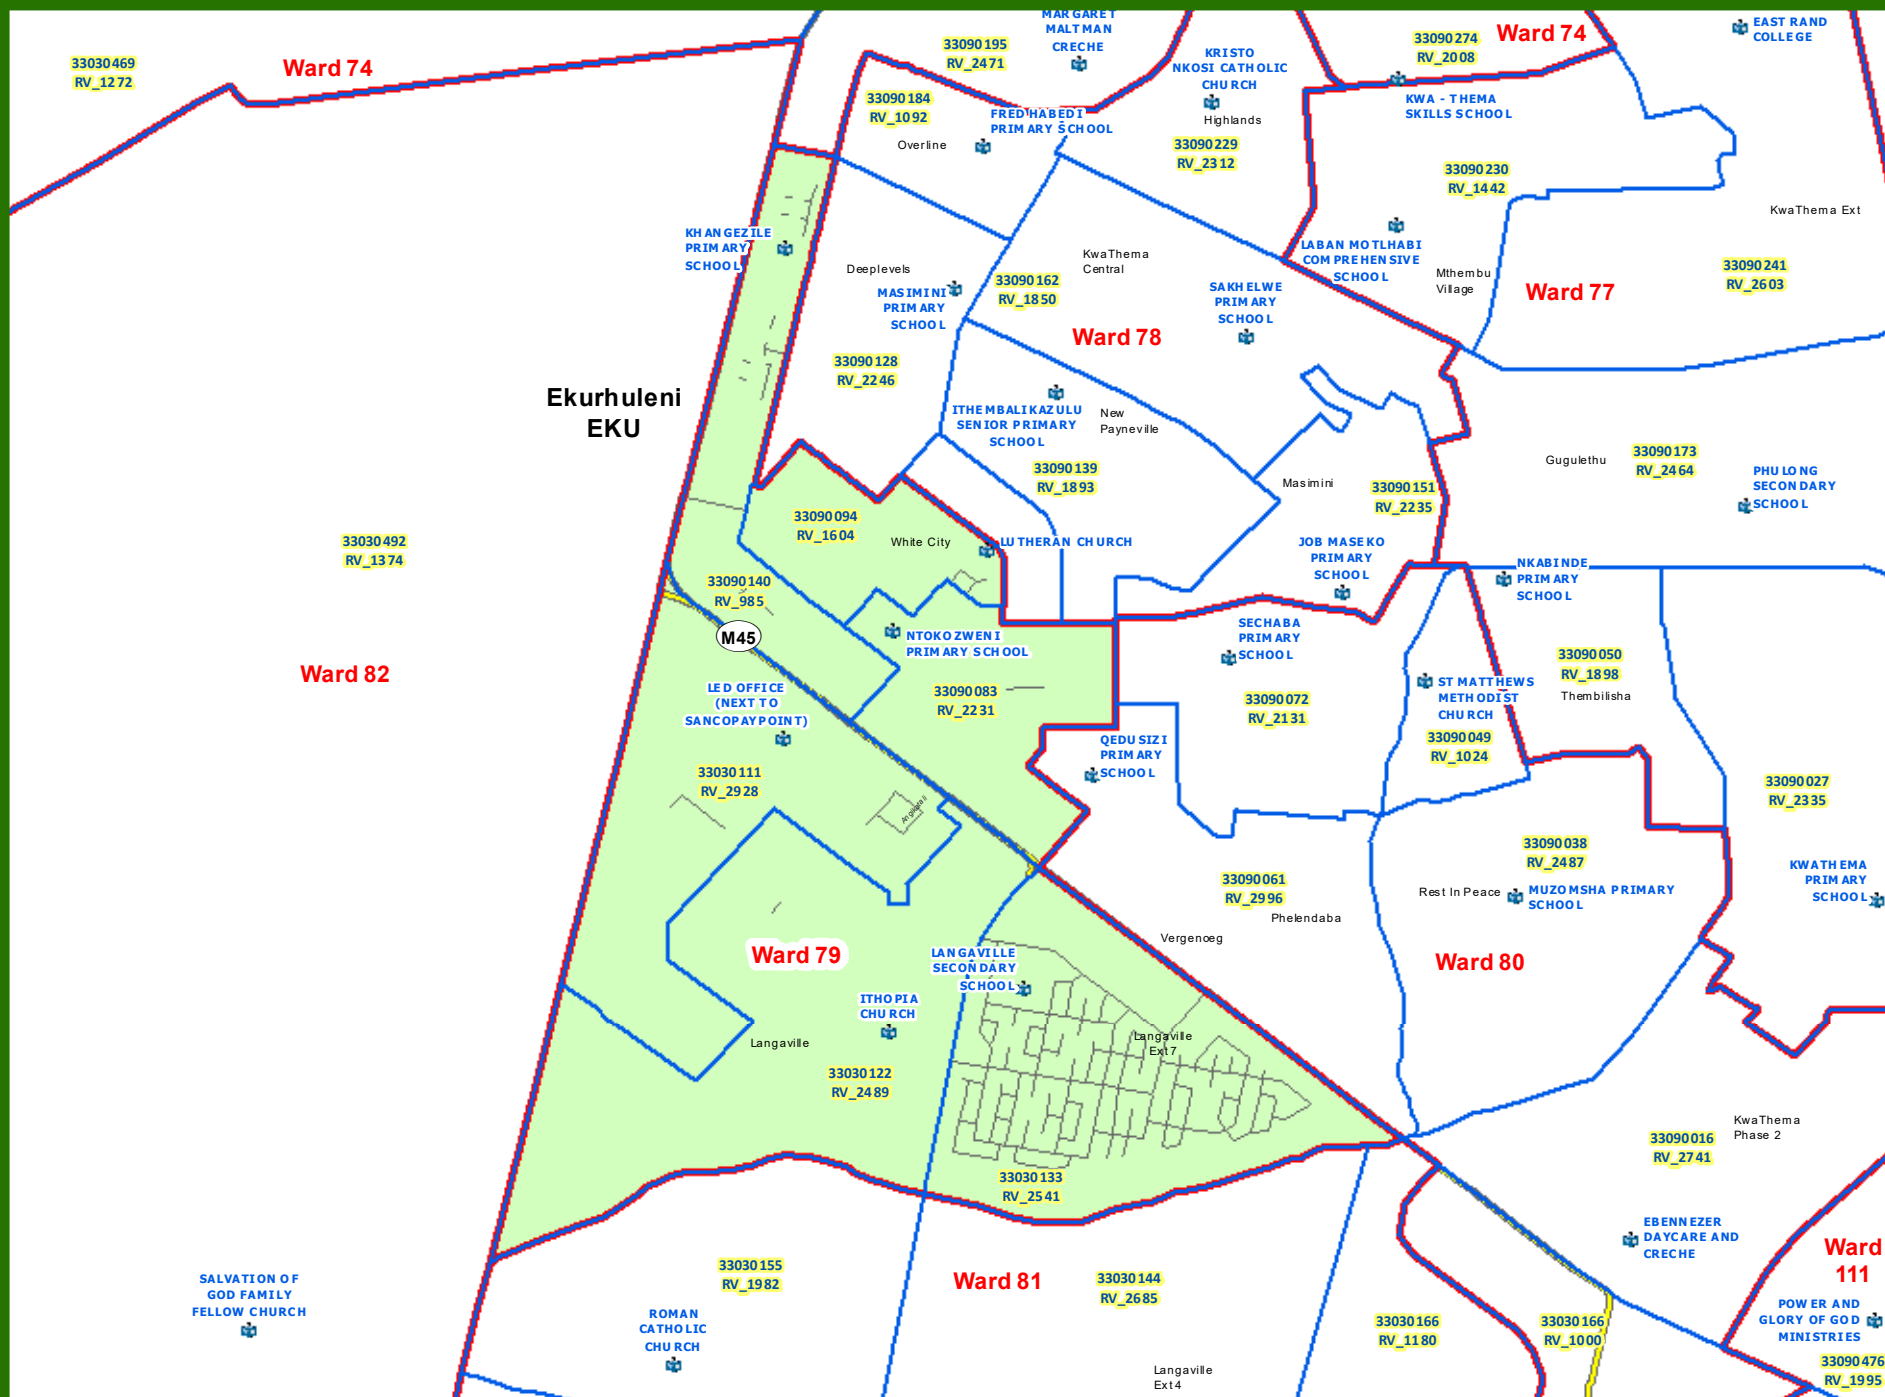 33030469
RV_1272
Ward 74
33090195
RV_2471
MARGARET
MALTMAN
CRECHE
KRISTO
NKOSI CATHOLIC
CHURCH
Highlands
33090274
RV_2008
Ward 74
EAST RAND
COLLEGE
33090184
RV_1092
Overline
FRED HABEDI
PRIMARY SCHOOL
33090229
RV_2312
KWA - THEMA
SKILLS SCHOOL
33090230
RV_1442
KwaThema Ext
KHANGEZILE
PRIMARY
SCHOOL
Deeplevels
MASIMINI
PRIMARY
SCHOOL
33090162
RV_1850
KwaThema
Central
SAKHELWE
PRIMARY
SCHOOL
LABAN MOTLHABI
COMPREHENSIVE
SCHOOL
Mthembu
Village
Ward 77
33090241
RV_2603
Ward 78
33090128
RV_2246
Ekurhuleni
EKU
ITHEMBALIKAZULU
SENIOR PRIMARY
SCHOOL
New
Payneville
33090139
RV_1893
Masimini
33090151
RV_2235
Gugulethu
33090173
RV_2464
PHULONG
SECONDARY
SCHOOL
33030492
RV_1374
33090094
RV_1604
White City
LUTHERAN CHURCH
JOB MASEKO
PRIMARY
SCHOOL
NKABINDE
PRIMARY
SCHOOL
33090140
RV_985
M45
NTOKOZWENI
PRIMARY SCHOOL
SECHABA
PRIMARY
SCHOOL
33090050
RV_1898
Thembilisha
Ward 82
LED OFFICE
(NEXT TO
SANCOPAYPOINT)
33090083
RV_2231
33090072
RV_2131
ST MATTHEWS
METHODIST
CHURCH
33090049
RV_1024
QEDUSIZI
PRIMARY
SCHOOL
33030111
RV_2928
33090027
RV_2335
33090038
RV_2487
33090061
RV_2996
Rest In Peace
MUZOMSHA PRIMARY
SCHOOL
KWATHEMA
PRIMARY
SCHOOL
Phelendaba
Vergenoeg
Ward 79
LANGAVILLE
SECONDARY
SCHOOL
Ward 80
ITHOPIA
CHURCH
Langaville
Langaville
Ext 7
33030122
RV_2489
KwaThema
Phase 2
33090016
RV_2741
33030133
RV_2541
EBENNEZER
DAYCARE AND
CRECHE
Ward
111
33030155
RV_1982
Ward 81
33030144
RV_2685
SALVATION OF
GOD FAMILY
FELLOW CHURCH
ROMAN
CATHOLIC
CHURCH
33030166
RV_1180
33030166
RV_1000
POWER AND
GLORY OF GOD
MINISTRIES
Langaville
Ext 4
33090476
RV_1995